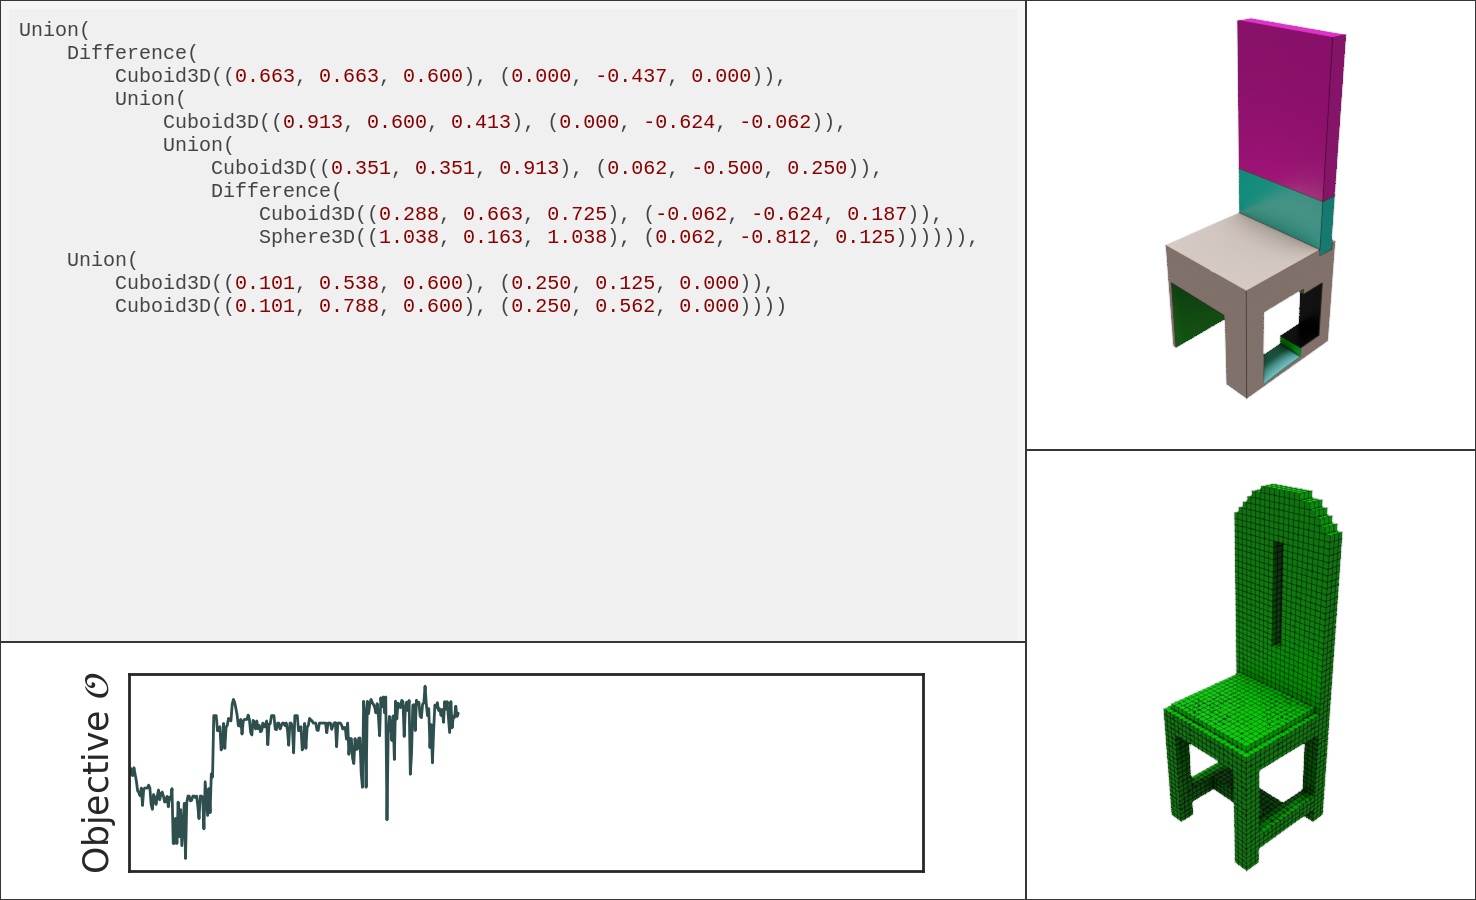 Union(
    Difference(
        Cuboid3D((0.663, 0.663, 0.600), (0.000, -0.437, 0.000)),
        Union(
            Cuboid3D((0.913, 0.600, 0.413), (0.000, -0.624, -0.062)),
            Union(
                Cuboid3D((0.351, 0.351, 0.913), (0.062, -0.500, 0.250)),
                Difference(
                    Cuboid3D((0.288, 0.663, 0.725), (-0.062, -0.624, 0.187)),
                    Sphere3D((1.038, 0.163, 1.038), (0.062, -0.812, 0.125)))))),
    Union(
        Cuboid3D((0.101, 0.538, 0.600), (0.250, 0.125, 0.000)),
        Cuboid3D((0.101, 0.788, 0.600), (0.250, 0.562, 0.000))))
Objective 𝒪